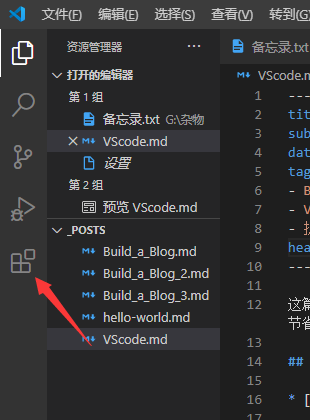 文件(F) 编辑(E) 选择(S) 查看(V) 转到(G)
资源管理器 ···
打开的编辑器
第 1 组
备忘录.txt G:\杂物
VScode.md
设置
第 2 组
预览 VScode.md
_POSTS
Build_a_Blog.md
Build_a_Blog_2.md
Build_a_Blog_3.md
hello-world.md
VScode.md
备忘录.txt
VScode.md
1 ---
2 tit
3 sub
4 dat
5 tag
6 - B
7 - V
8 -
9 hea
10 ---
11
12 这篇
节省
13
14 ##
15
16 * [